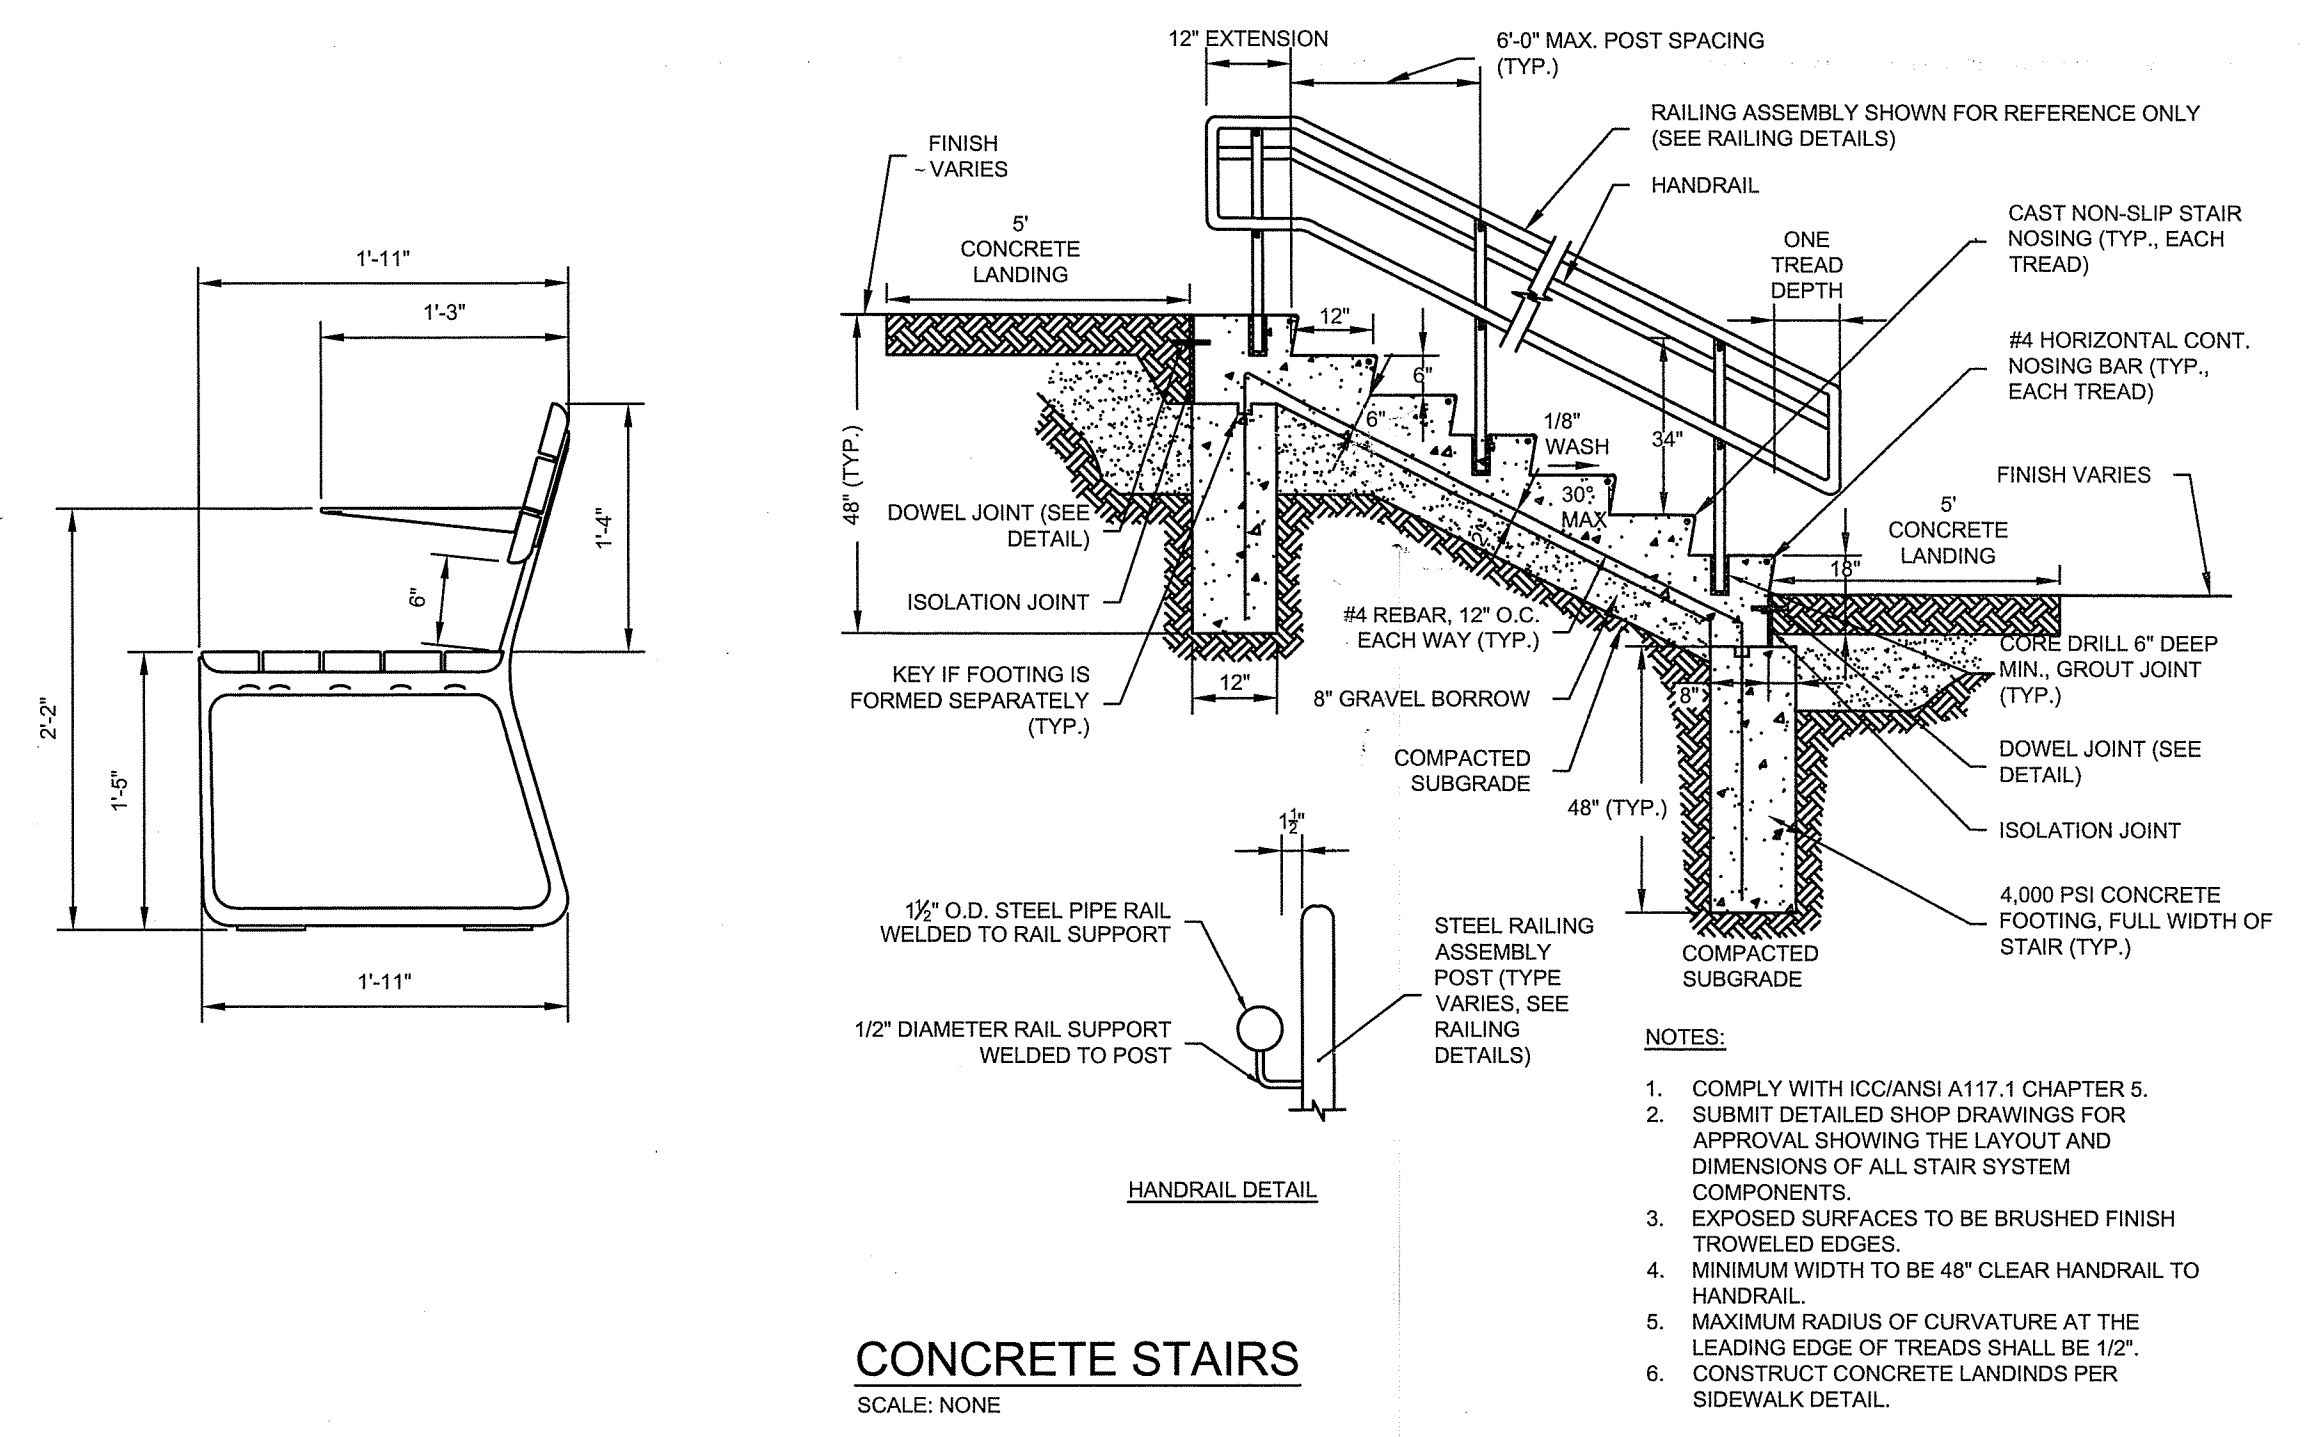 1'-11"
1'-3"
1'-4"
6"
2'-2"
1'-5"
1'-11"
12" EXTENSION
6'-0" MAX. POST SPACING
(TYP.)
RAILING ASSEMBLY SHOWN FOR REFERENCE ONLY
(SEE RAILING DETAILS)
HANDRAIL
FINISH
VARIES
5'
CONCRETE
LANDING
CAST NON-SLIP STAIR
NOSING (TYP., EACH
TREAD)
ONE
TREAD
DEPTH
12"
6"
6"
#4 HORIZONTAL CONT.
NOSING BAR (TYP.,
EACH TREAD)
1/8"
WASH
34"
30°
MAX
48" (TYP.)
FINISH VARIES
5'
CONCRETE
LANDING
18"
DOWEL JOINT (SEE
DETAIL)
ISOLATION JOINT
#4 REBAR, 12" O.C.
EACH WAY (TYP.)
KEY IF FOOTING IS
FORMED SEPARATELY
(TYP.)
12"
8" GRAVEL BORROW
8"
CORE DRILL 6" DEEP
MIN., GROUT JOINT
(TYP.)
COMPACTED
SUBGRADE
DOWEL JOINT (SEE
DETAIL)
48" (TYP.)
ISOLATION JOINT
4,000 PSI CONCRETE
FOOTING, FULL WIDTH OF
STAIR (TYP.)
COMPACTED
SUBGRADE
1½"
1½" O.D. STEEL PIPE RAIL
WELDED TO RAIL SUPPORT
STEEL RAILING
ASSEMBLY
POST (TYPE
VARIES, SEE
RAILING
DETAILS)
1/2" DIAMETER RAIL SUPPORT
WELDED TO POST
HANDRAIL DETAIL
NOTES:
1. COMPLY WITH ICC/ANSI A117.1 CHAPTER 5.
2. SUBMIT DETAILED SHOP DRAWINGS FOR
APPROVAL SHOWING THE LAYOUT AND
DIMENSIONS OF ALL STAIR SYSTEM
COMPONENTS.
3. EXPOSED SURFACES TO BE BRUSHED FINISH
TROWELED EDGES.
4. MINIMUM WIDTH TO BE 48" CLEAR HANDRAIL TO
HANDRAIL.
5. MAXIMUM RADIUS OF CURVATURE AT THE
LEADING EDGE OF TREADS SHALL BE 1/2".
6. CONSTRUCT CONCRETE LANDINDS PER
SIDEWALK DETAIL.
CONCRETE STAIRS
SCALE: NONE